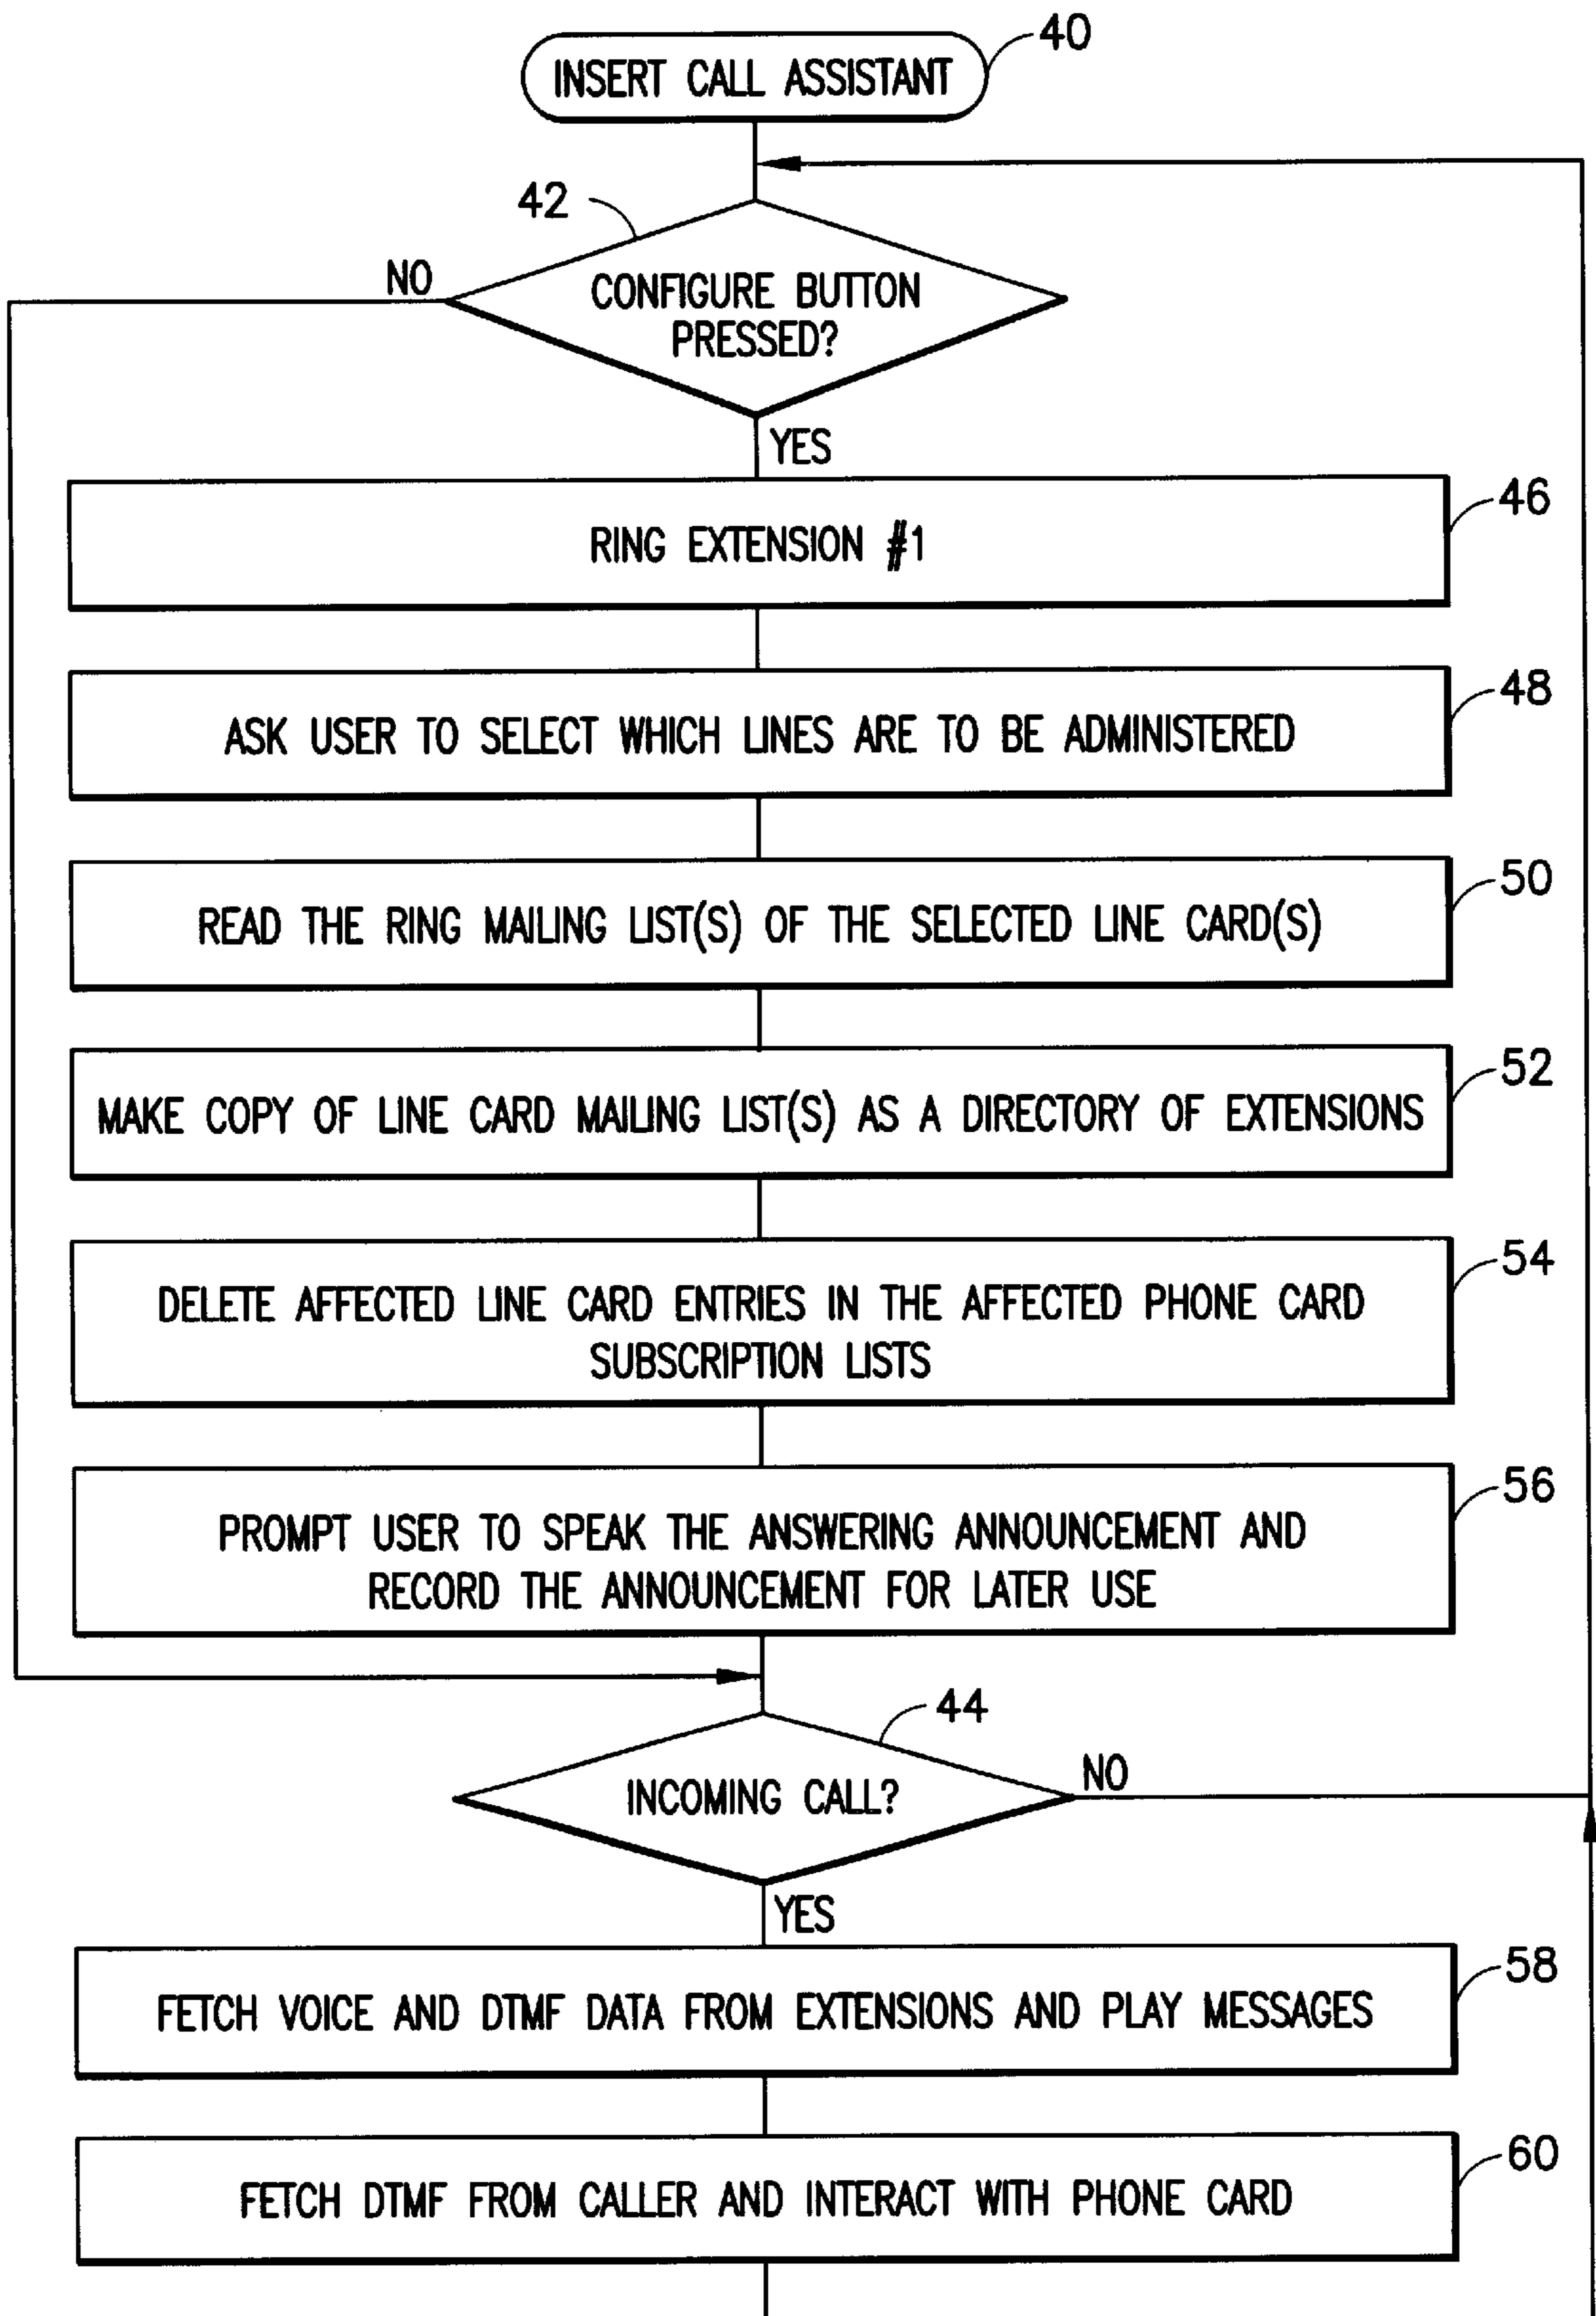 INSERT CALL ASSISTANT
40
42
NO
CONFIGURE BUTTON
PRESSED?
YES
46
RING EXTENSION #1
48
ASK USER TO SELECT WHICH LINES ARE TO BE ADMINISTERED
50
READ THE RING MAILING LIST(S) OF THE SELECTED LINE CARD(S)
52
MAKE COPY OF LINE CARD MAILING LIST(S) AS A DIRECTORY OF EXTENSIONS
54
DELETE AFFECTED LINE CARD ENTRIES IN THE AFFECTED PHONE CARD
SUBSCRIPTION LISTS
56
PROMPT USER TO SPEAK THE ANSWERING ANNOUNCEMENT AND
RECORD THE ANNOUNCEMENT FOR LATER USE
44
INCOMING CALL?
NO
YES
58
FETCH VOICE AND DTMF DATA FROM EXTENSIONS AND PLAY MESSAGES
60
FETCH DTMF FROM CALLER AND INTERACT WITH PHONE CARD